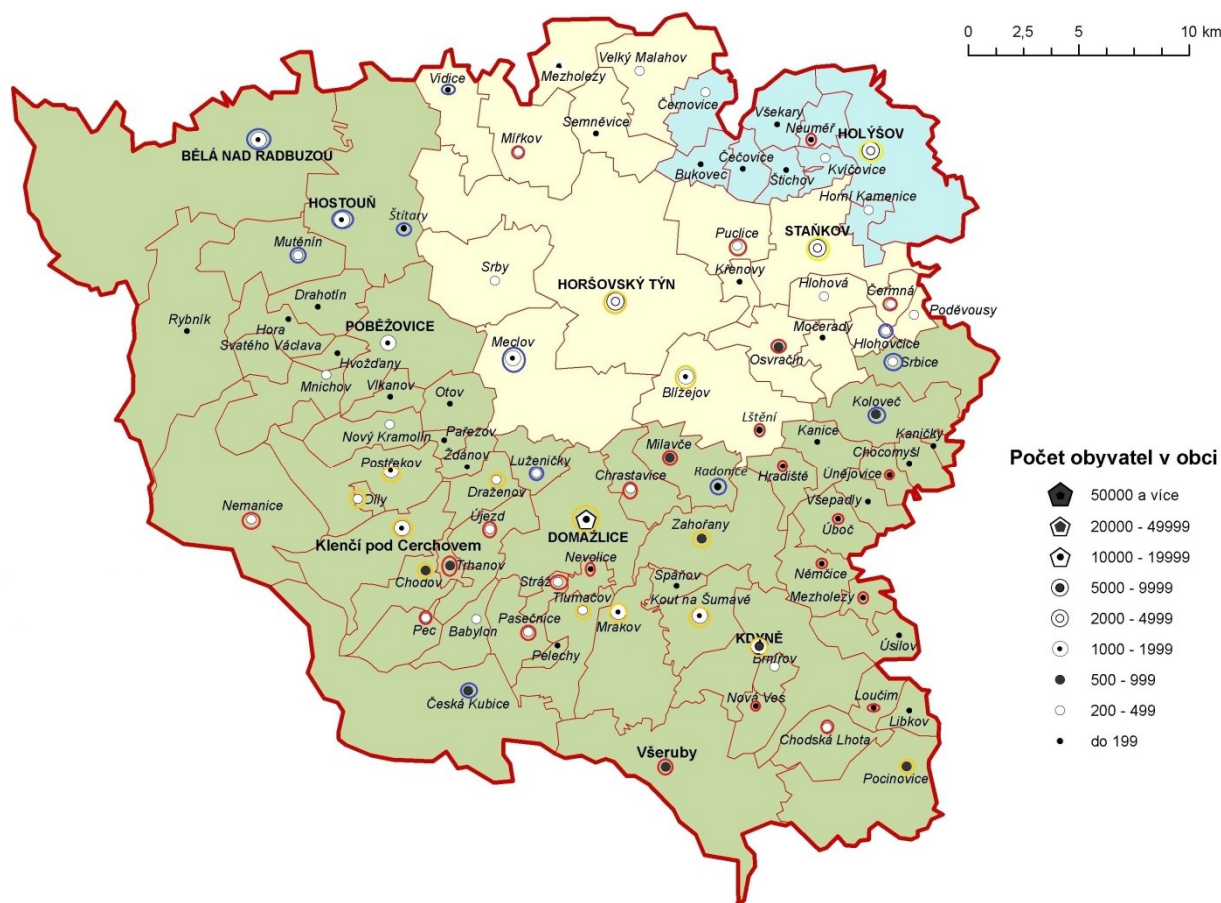 0 2,5 5 10 km
Velký Malahov
Mezholezy
Vidice
Černovice
Všekary
Neuměř
HOLÝŠOV
Semněvice
Mířkov
BĚLÁ NAD RADBUZOU
Bukovec
Čečovice
Štichov
Kvíčovice
Horní Kamenice
HOSTOUŇ
Štítary
Mutěnín
Puclice
STAŇKOV
Srby
Křenovy
HORŠOVSKÝ TÝN
Hlohová
Čermná
Poděvousy
Drahotín
Rybník
Hora
Svatého Václava
POBĚŽOVICE
Močerady
Meclov
Hlohovčice
Osvračín
Srbice
Hvožďany
Mnichov
Vlkanov
Blížejov
Otov
Koloveč
Lštění
Nový Kramolín
Pařezov
Kanice
Kaničky
Milavče
Chocomyšl
Ždánov
Luženičky
Postřekov
Chrastavice
Radonice
Hradiště
Únějovice
Díly
Draženov
Všepadly
Nemanice
Újezd
Zahořany
Úboč
DOMAŽLICE
Klenčí pod Čerchovem
Trhanov
Chodov
Nevolice
Němčice
Stráž
Spáňov
Mezholezy
Tlumačov
Kout na Šumavě
Pec
Babylon
Pasečnice
Mrákov
KDYNĚ
Úsilov
Pelechy
Brnířov
Česká Kubice
Nová Ves
Loučim
Libkov
Chodská Lhota
Všeruby
Pocinovice
Počet obyvatel v obci
50000 a více
20000 - 49999
10000 - 19999
5000 - 9999
2000 - 4999
1000 - 1999
500 - 999
200 - 499
do 199